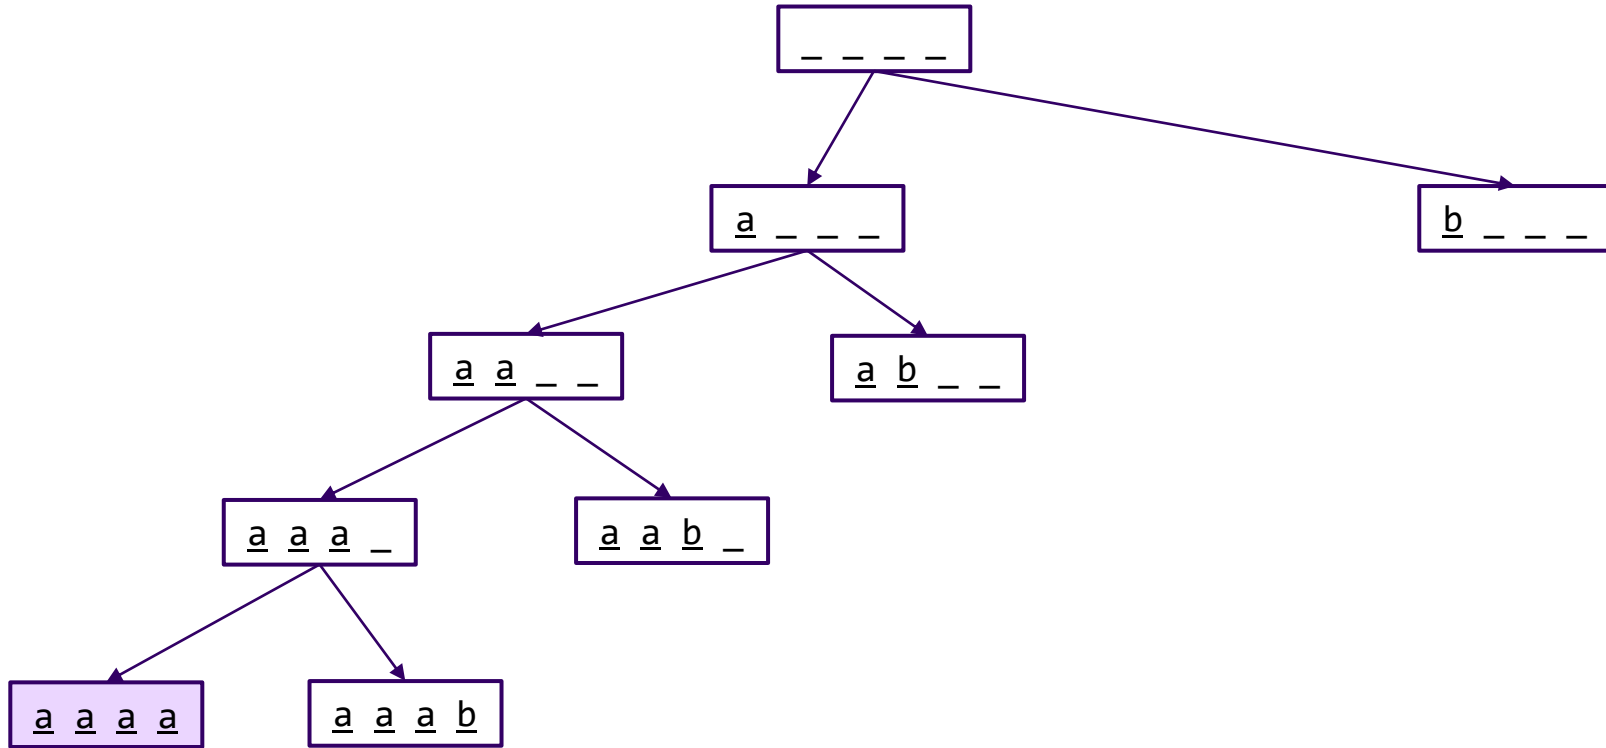 _ _ _ _
a _ _ _
b _ _ _
a a _ _
a b _ _
a a a _
a a b _
a a a a
a a a b